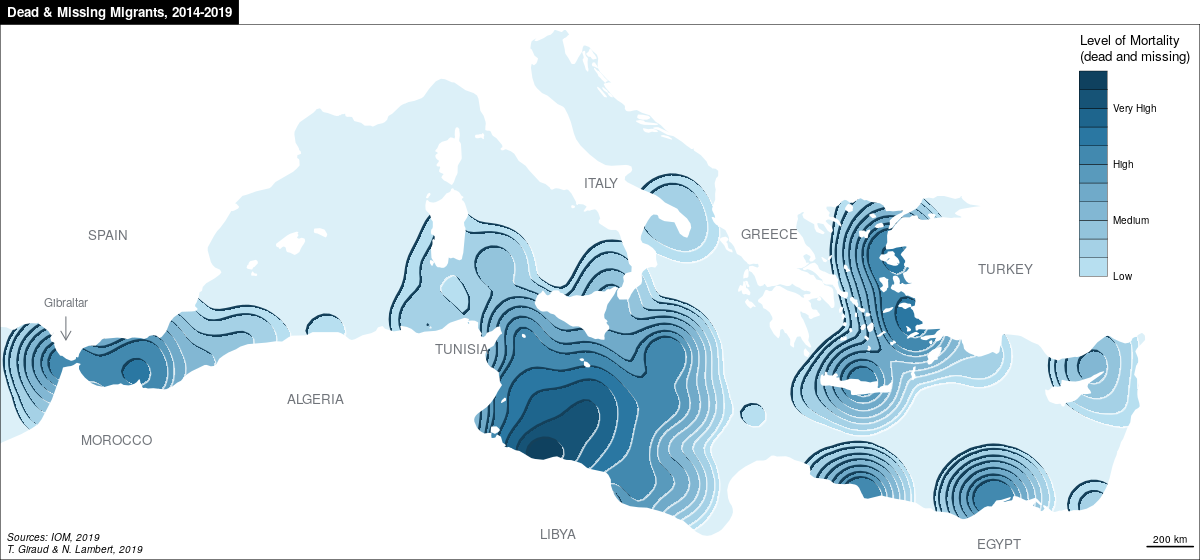 Dead & Missing Migrants, 2014-2019
Level of Mortality
(dead and missing)
Very High
High
Medium
Low
ITALY
SPAIN
GREECE
TURKEY
Gibraltar
TUNISIA
ALGERIA
MOROCCO
LIBYA
EGYPT
Sources: IOM, 2019
T. Giraud & N. Lambert, 2019
200 km